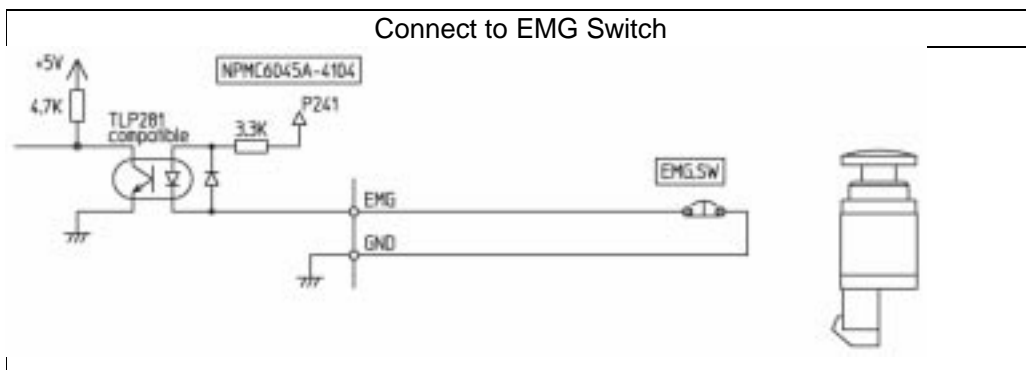 Connect to EMG Switch
+5V
NPMC6045A-4104
4.7K
P241
TLP281
compatible
3.3K
EMG.SW
EMG
GND